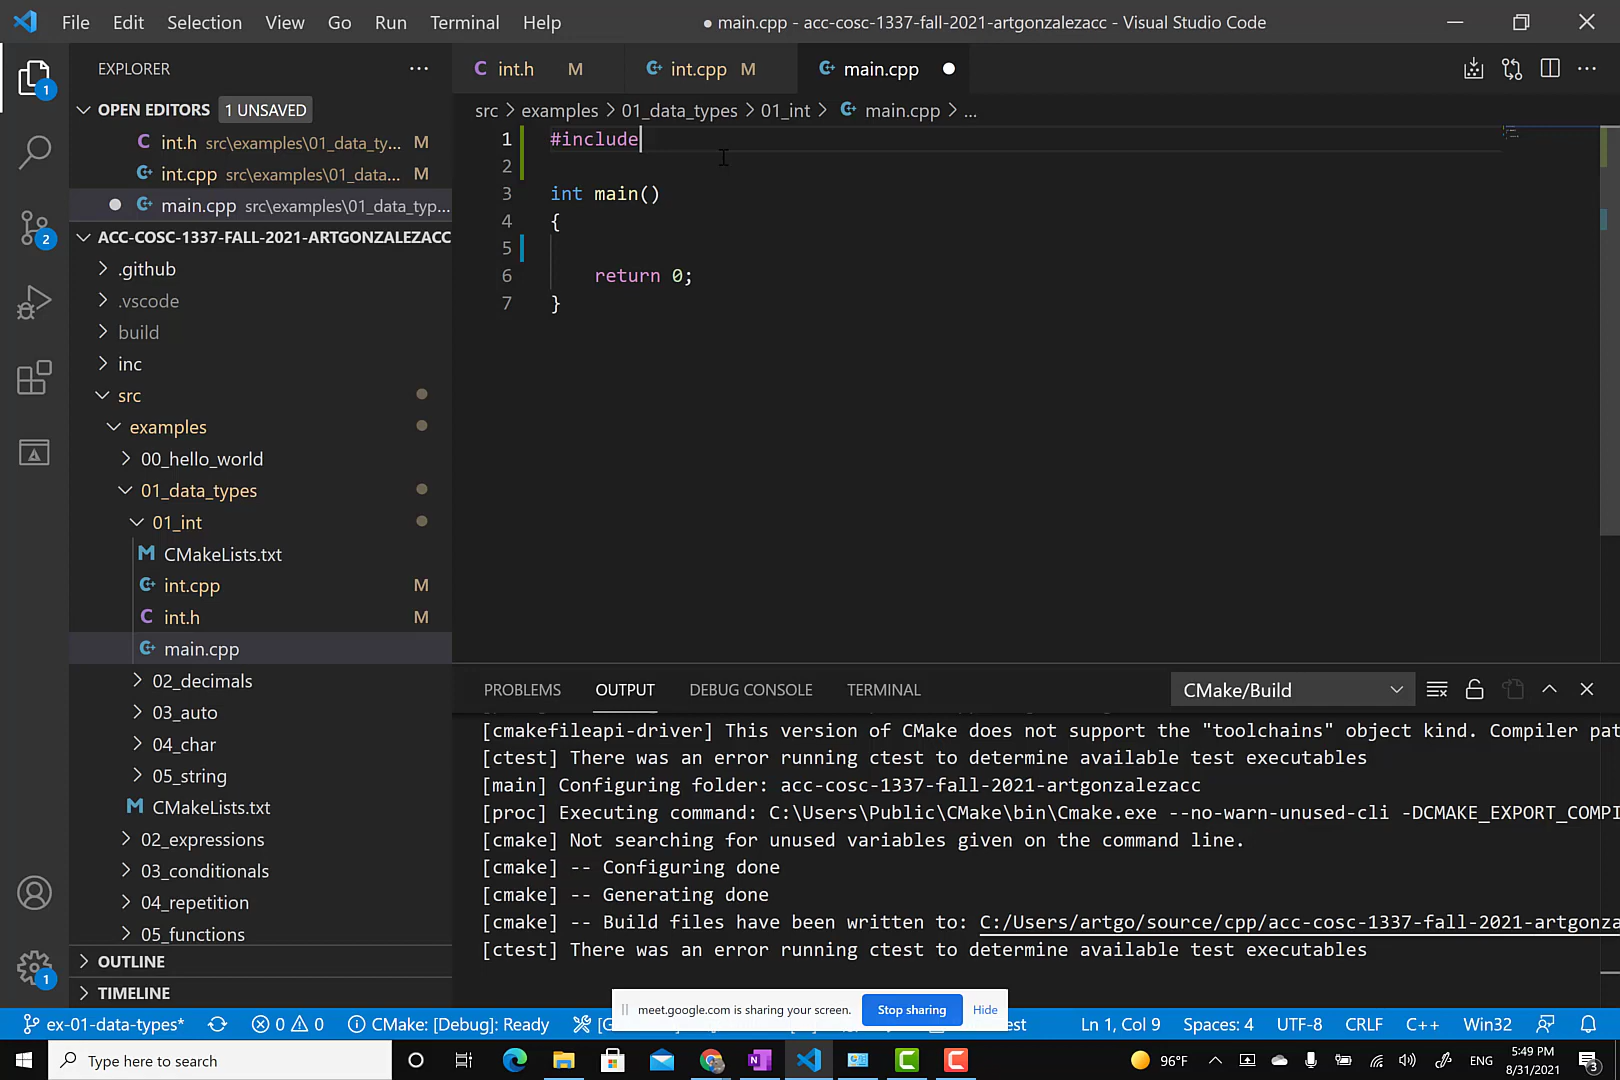 File Edit Selection View Go Run Terminal Help ● main.cpp - acc-cosc-1337-fall-2021-artgonzalezacc - Visual Studio Code
EXPLORER ...
OPEN EDITORS 1 UNSAVED
C int.h src\examples\01_data_ty... M
int.cpp src\examples\01_data... M
● main.cpp src\examples\01_data_typ...
ACC-COSC-1337-FALL-2021-ARTGONZALEZACC
.github
.vscode
build
inc
src
examples
00_hello_world
01_data_types
01_int
M CMakeLists.txt
int.cpp M
C int.h M
main.cpp
02_decimals
03_auto
04_char
05_string
M CMakeLists.txt
02_expressions
03_conditionals
04_repetition
05_functions
OUTLINE
TIMELINE
1
2
1
C int.h M int.cpp M main.cpp ●
src > examples > 01_data_types > 01_int > main.cpp > ...
1 #include
2
3 int main()
4 {
5
6 return 0;
7 }
PROBLEMS OUTPUT DEBUG CONSOLE TERMINAL CMake/Build
[cmakefileapi-driver] This version of CMake does not support the "toolchains" object kind. Compiler pat
[ctest] There was an error running ctest to determine available test executables
[main] Configuring folder: acc-cosc-1337-fall-2021-artgonzalezacc
[proc] Executing command: C:\Users\Public\CMake\bin\Cmake.exe --no-warn-unused-cli -DCMAKE_EXPORT_COMPI
[cmake] Not searching for unused variables given on the command line.
[cmake] -- Configuring done
[cmake] -- Generating done
[cmake] -- Build files have been written to: C:/Users/artgo/source/cpp/acc-cosc-1337-fall-2021-artgonza
[ctest] There was an error running ctest to determine available test executables
meet.google.com is sharing your screen. Stop sharing Hide
ex-01-data-types* 0 0 CMake: [Debug]: Ready Ln 1, Col 9 Spaces: 4 UTF-8 CRLF C++ Win32
Type here to search 96°F ENG 5:49 PM
8/31/2021 3